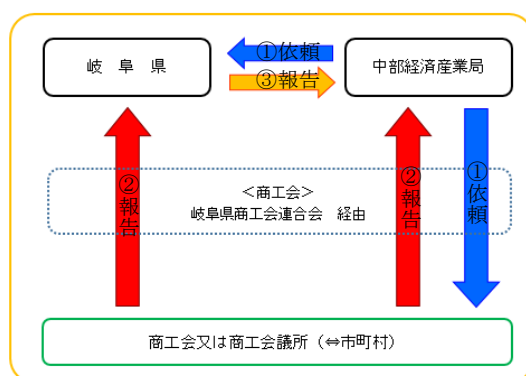 岐　阜　県
①依頼
③報告
中部経済産業局
②報告
＜商工会＞
岐阜県商工会連合会　経由
②報告
①依頼
商工会又は商工会議所（⇔市町村）